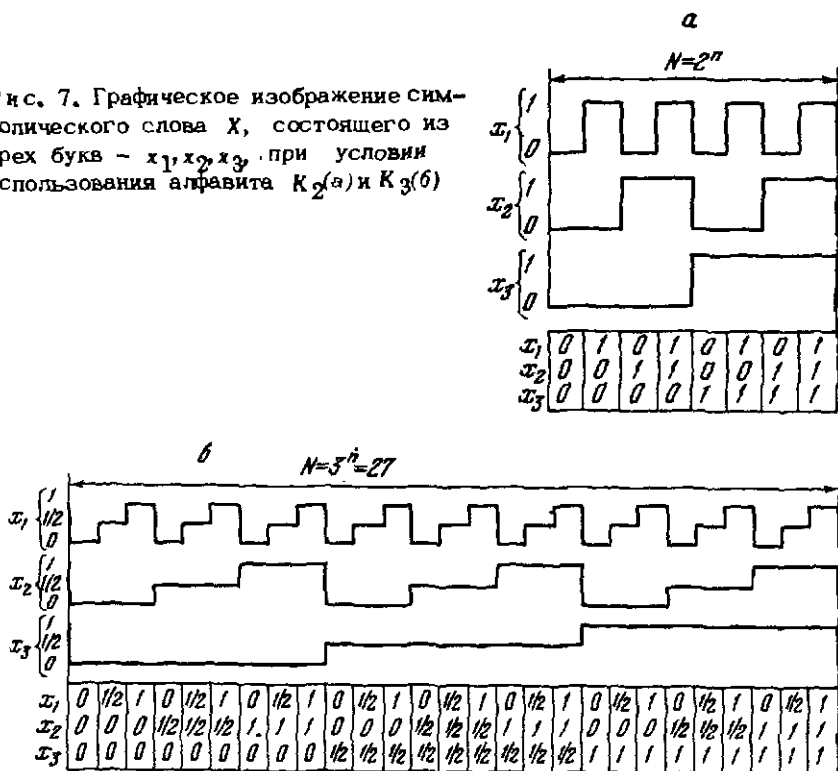 а
N=2ⁿ
ис. 7. Графическое изображение сим-
олического слова X, состоящего из
рех букв – x₁,x₂,x₃, при условии
спользования алфавита K₂(а) и K₃(б)
x₁ { 1
0
x₂ { 1
0
x₃ { 1
0
x₁ 0 1 0 1 0 1 0 1
x₂ 0 0 1 1 0 0 1 1
x₃ 0 0 0 0 1 1 1 1
б
N=3ⁿ=27
x₁ { 1
1/2
0
x₂ { 1
1/2
0
x₃ { 1
1/2
0
x₁ 0 1/2 1 0 1/2 1 0 1/2 1 0 1/2 1 0 1/2 1 0 1/2 1 0 1/2 1 0 1/2 1 0 1/2 1
x₂ 0 0 0 1/2 1/2 1/2 1 1 1 0 0 0 1/2 1/2 1/2 1 1 1 0 0 0 1/2 1/2 1/2 1 1 1
x₃ 0 0 0 0 0 0 0 0 0 1/2 1/2 1/2 1/2 1/2 1/2 1/2 1/2 1/2 1 1 1 1 1 1 1 1 1